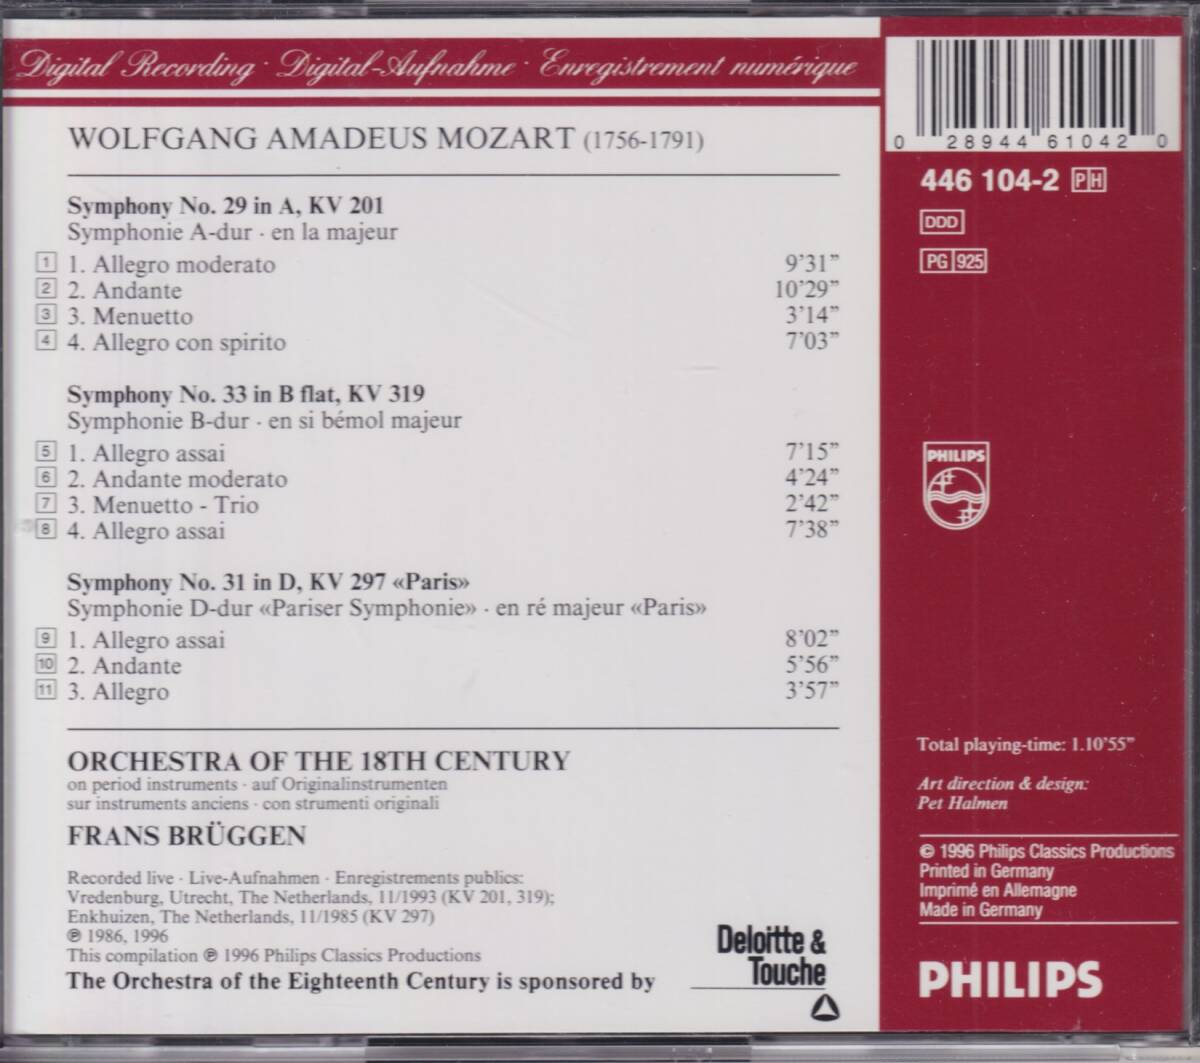 Digital Recording · Digital-Aufnahme · Enregistrement numérique
WOLFGANG AMADEUS MOZART (1756-1791)
Symphony No. 29 in A, KV 201
Symphonie A-dur · en la majeur
1 1. Allegro moderato 9’31”
2 2. Andante 10’29”
3 3. Menuetto 3’14”
4 4. Allegro con spirito 7’03”
Symphony No. 33 in B flat, KV 319
Symphonie B-dur · en si bémol majeur
5 1. Allegro assai 7’15”
6 2. Andante moderato 4’24”
7 3. Menuetto - Trio 2’42”
8 4. Allegro assai 7’38”
Symphony No. 31 in D, KV 297 «Paris»
Symphonie D-dur «Pariser Symphonie» · en ré majeur «Paris»
9 1. Allegro assai 8’02”
10 2. Andante 5’56”
11 3. Allegro 3’57”
ORCHESTRA OF THE 18TH CENTURY
on period instruments · auf Originalinstrumenten
sur instruments anciens · con strumenti originali
FRANS BRÜGGEN
Recorded live · Live-Aufnahmen · Enregistrements publics:
Vredenburg, Utrecht, The Netherlands, 11/1993 (KV 201, 319);
Enkhuizen, The Netherlands, 11/1985 (KV 297)
℗ 1986, 1996
This compilation ℗ 1996 Philips Classics Productions
The Orchestra of the Eighteenth Century is sponsored by
Deloitte &
Touche
0 28944 61042 0
446 104-2 PH
DDD
PG 925
PHILIPS
Total playing-time: 1.10’55”
Art direction & design:
Pet Halmen
© 1996 Philips Classics Productions
Printed in Germany
Imprimé en Allemagne
Made in Germany
PHILIPS